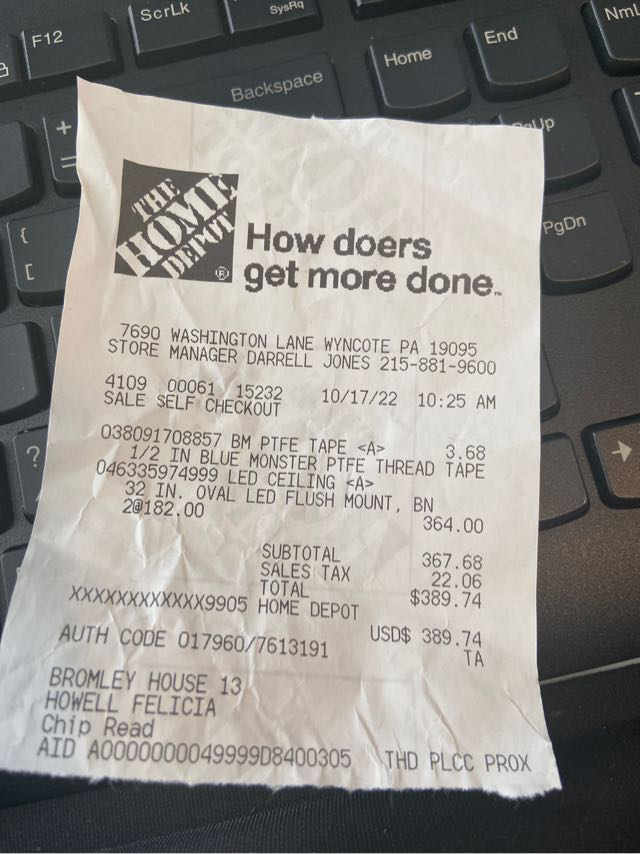 F12
ScrLk
SysRq
Backspace
Home
End
NmL
gUp
PgDn
+
=
{
[
?
THE
HOME
DEPOT
®
How doers
get more done.™
7690 WASHINGTON LANE WYNCOTE PA 19095
STORE MANAGER DARRELL JONES 215-881-9600
4109 00061 15232 10/17/22 10:25 AM
SALE SELF CHECKOUT
038091708857 BM PTFE TAPE <A> 3.68
1/2 IN BLUE MONSTER PTFE THREAD TAPE
046335974999 LED CEILING <A>
32 IN. OVAL LED FLUSH MOUNT, BN
2@182.00 364.00
SUBTOTAL 367.68
SALES TAX 22.06
TOTAL $389.74
XXXXXXXXXXXX9905 HOME DEPOT
USD$ 389.74
AUTH CODE 017960/7613191 TA
BROMLEY HOUSE 13
HOWELL FELICIA
Chip Read
AID A0000000049999D8400305 THD PLCC PROX